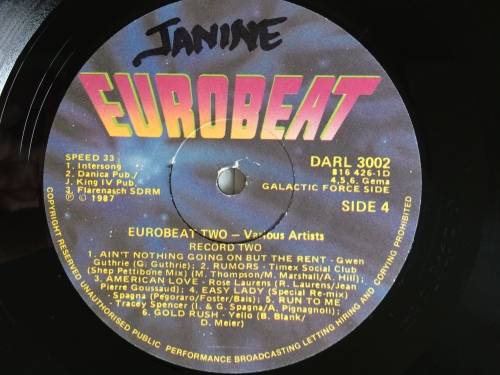 JANINE
EUROBEAT
SPEED 33
1. Intersong
2. Danica Pub./
J. King IV Pub.
3. Flarenasch SDRM
℗ © 1987
DARL 3002
816 426-1D
4,5,6. Gema
GALACTIC FORCE SIDE
SIDE 4
EUROBEAT TWO – Various Artists
RECORD TWO
1. AIN'T NOTHING GOING ON BUT THE RENT - Gwen
Guthrie (G. Guthrie); 2. RUMORS - Timex Social Club
(Shep Pettibone Mix) (M. Thompson/M. Marshall/A. Hill);
3. AMERICAN LOVE - Rose Laurens (R. Laurens/Jean
Pierre Goussaud); 4. EASY LADY (Special Re-mix)
- Spagna (Pegoraro/Foster/Bais); 5. RUN TO ME
- Tracey Spencer (I. & G. Spagna/A. Pignagnoli);
6. GOLD RUSH - Yello (B. Blank/
D. Meier)
COPYRIGHT RESERVED UNAUTHORISED PUBLIC PERFORMANCE BROADCASTING LETTING HIRING AND COPYING PROHIBITED